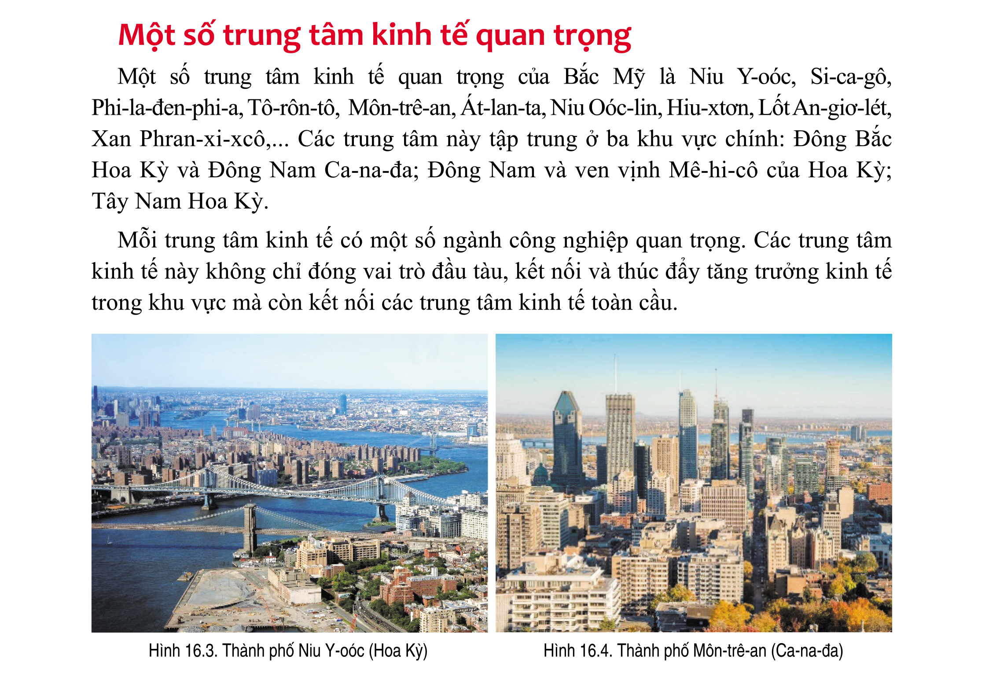 Một số trung tâm kinh tế quan trọng
Một số trung tâm kinh tế quan trọng của Bắc Mỹ là Niu Y-oóc, Si-ca-gô,
Phi-la-đen-phi-a, Tô-rôn-tô, Môn-trê-an, Át-lan-ta, Niu Oóc-lin, Hiu-xtơn, Lốt An-giơ-lét,
Xan Phran-xi-xcô,... Các trung tâm này tập trung ở ba khu vực chính: Đông Bắc
Hoa Kỳ và Đông Nam Ca-na-đa; Đông Nam và ven vịnh Mê-hi-cô của Hoa Kỳ;
Tây Nam Hoa Kỳ.
Mỗi trung tâm kinh tế có một số ngành công nghiệp quan trọng. Các trung tâm
kinh tế này không chỉ đóng vai trò đầu tàu, kết nối và thúc đẩy tăng trưởng kinh tế
trong khu vực mà còn kết nối các trung tâm kinh tế toàn cầu.
Hình 16.3. Thành phố Niu Y-oóc (Hoa Kỳ)
Hình 16.4. Thành phố Môn-trê-an (Ca-na-đa)